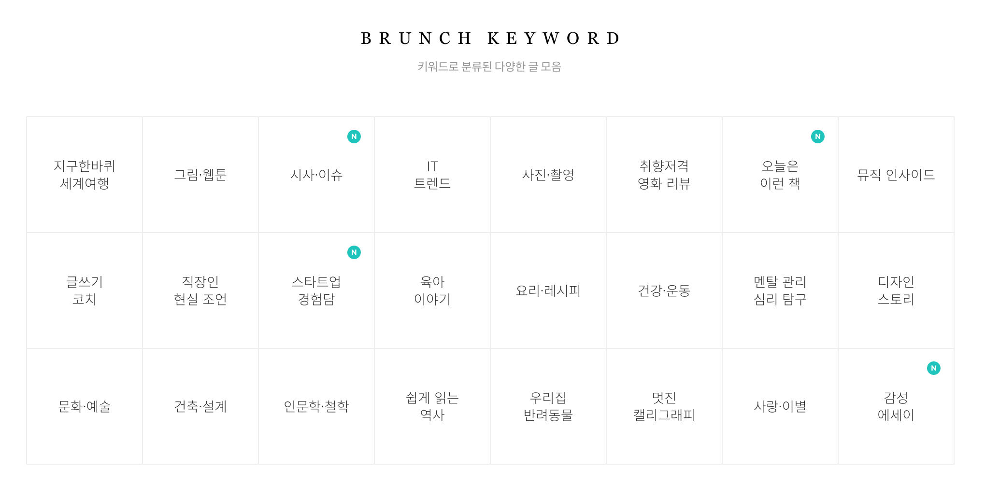 BRUNCH KEYWORD
키워드로 분류된 다양한 글 모음
지구한바퀴
세계여행
그림·웹툰
N
시사·이슈
IT
트렌드
사진·촬영
취향저격
영화 리뷰
N
오늘은
이런 책
뮤직 인사이드
글쓰기
코치
직장인
현실 조언
N
스타트업
경험담
육아
이야기
요리·레시피
건강·운동
멘탈 관리
심리 탐구
디자인
스토리
문화·예술
건축·설계
인문학·철학
쉽게 읽는
역사
우리집
반려동물
멋진
캘리그래피
사랑·이별
N
감성
에세이